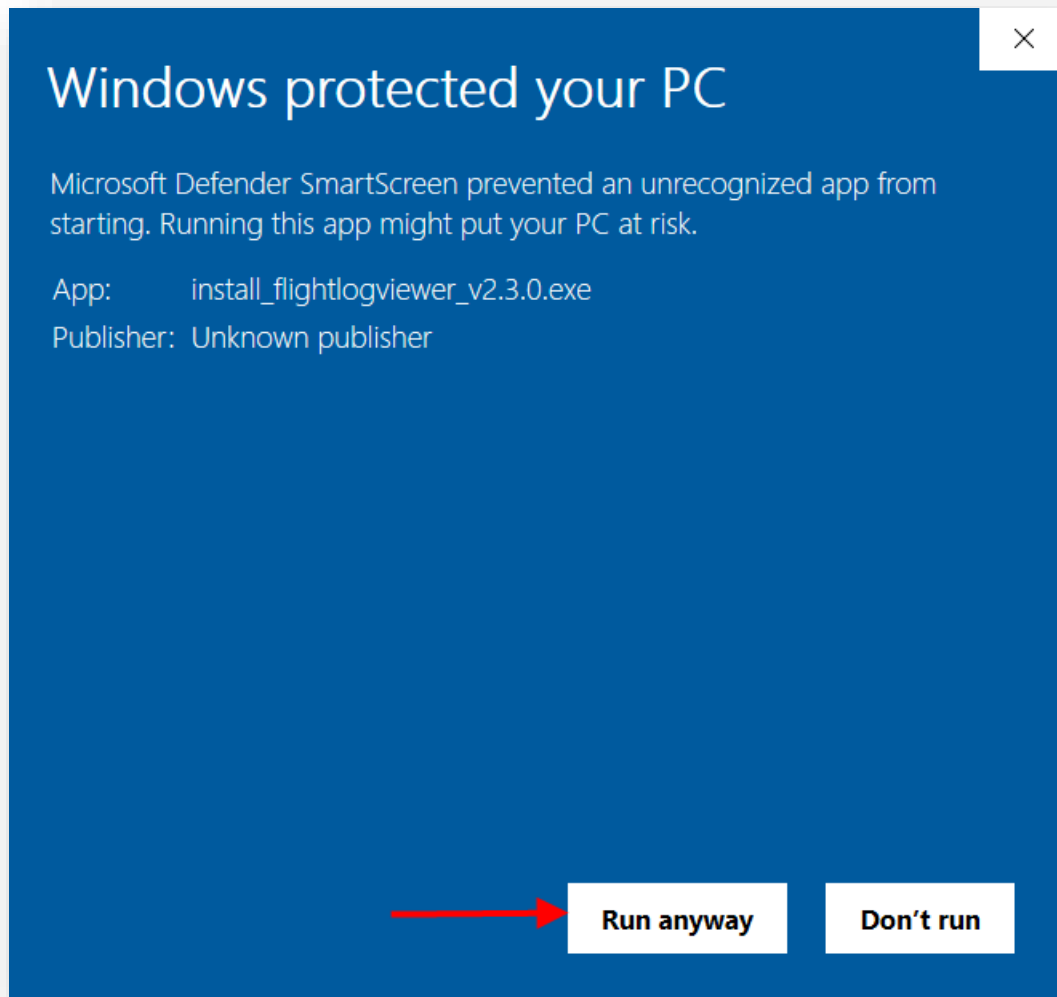 Windows protected your PC
Microsoft Defender SmartScreen prevented an unrecognized app from
starting. Running this app might put your PC at risk.
App: install_flightlogviewer_v2.3.0.exe
Publisher: Unknown publisher
Run anyway Don’t run